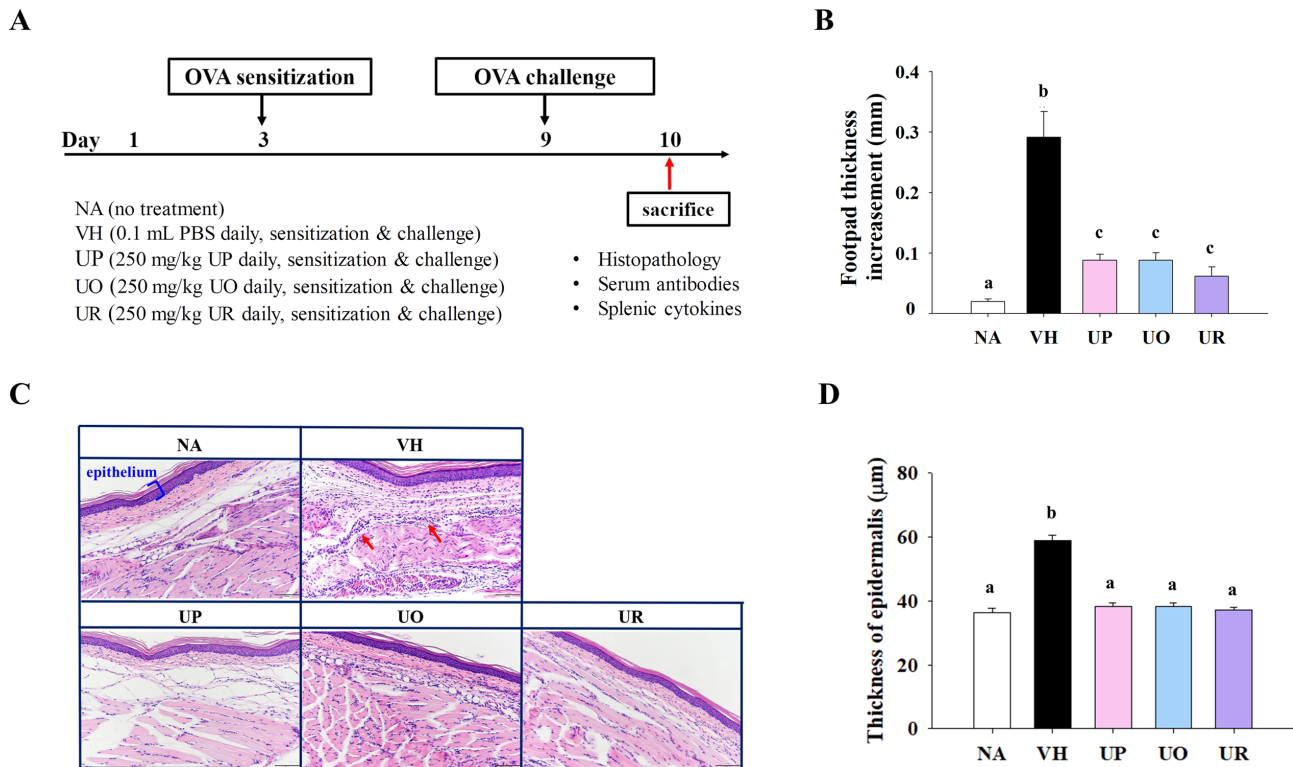 A
OVA sensitization
OVA challenge
Day 1 3 9 10
sacrifice
NA (no treatment)
VH (0.1 mL PBS daily, sensitization & challenge)
UP (250 mg/kg UP daily, sensitization & challenge)
UO (250 mg/kg UO daily, sensitization & challenge)
UR (250 mg/kg UR daily, sensitization & challenge)
• Histopathology
• Serum antibodies
• Splenic cytokines
B
Footpad thickness
increasement (mm)
0.4
0.3
0.2
0.1
0
a
b
c
c
c
NA VH UP UO UR
C
NA VH
epithelium
UP UO UR
D
Thickness of epidermalis (μm)
80
60
40
20
0
a
b
a
a
a
NA VH UP UO UR